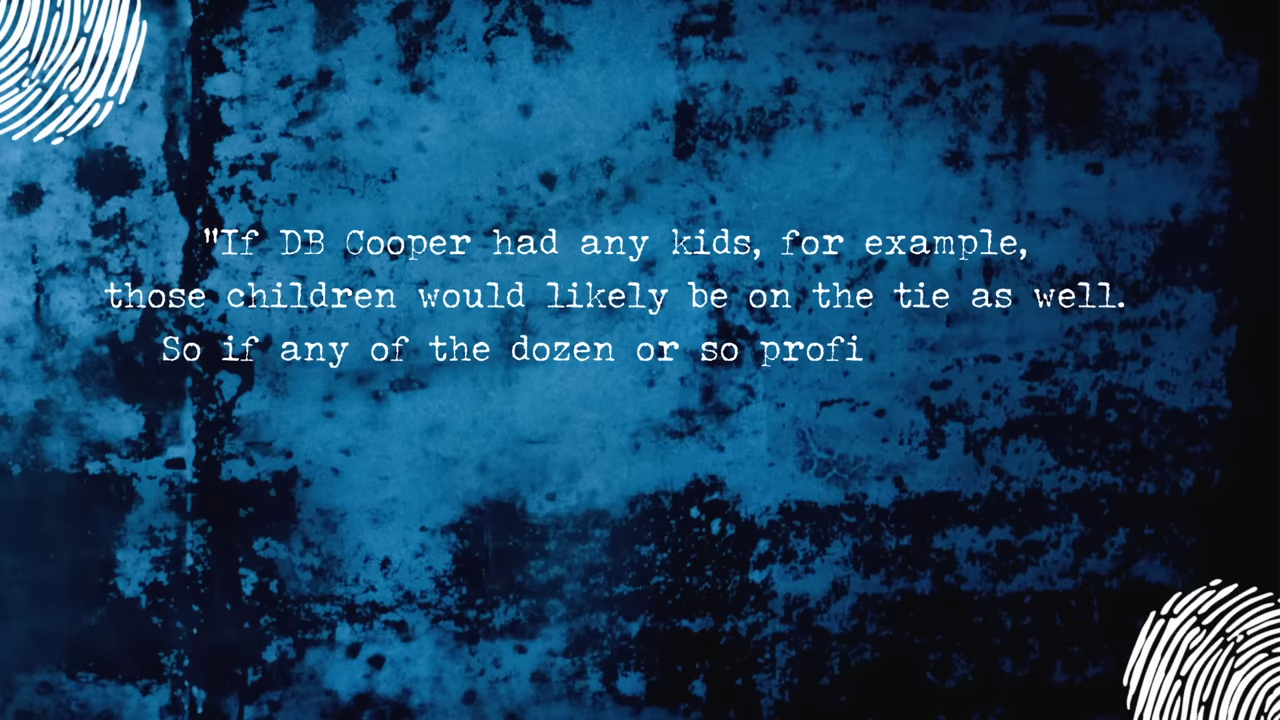 "If DB Cooper had any kids, for example,
those children would likely be on the tie as well.
So if any of the dozen or so profi